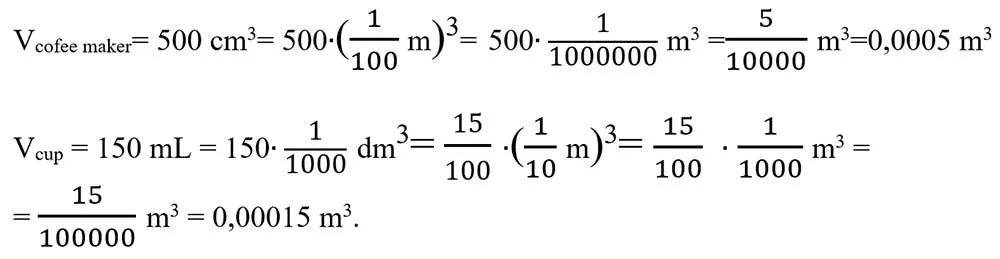 V_cofee maker= 500 cm³= 500·(1/100 m)³= 500· 1/1000000 m³ =5/10000 m³=0,0005 m³
V_cup = 150 mL = 150· 1/1000 dm³= 15/100 ·(1/10 m)³= 15/100 · 1/1000 m³ =
= 15/100000 m³ = 0,00015 m³.